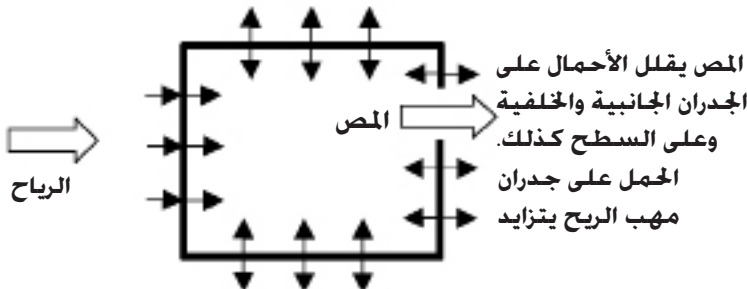 المص يقلل الأحمال على
الجدران الجانبية والخلفية
وعلى السطح كذلك.
الحمل على جدران
مهب الريح يتزايد
المص
الرياح